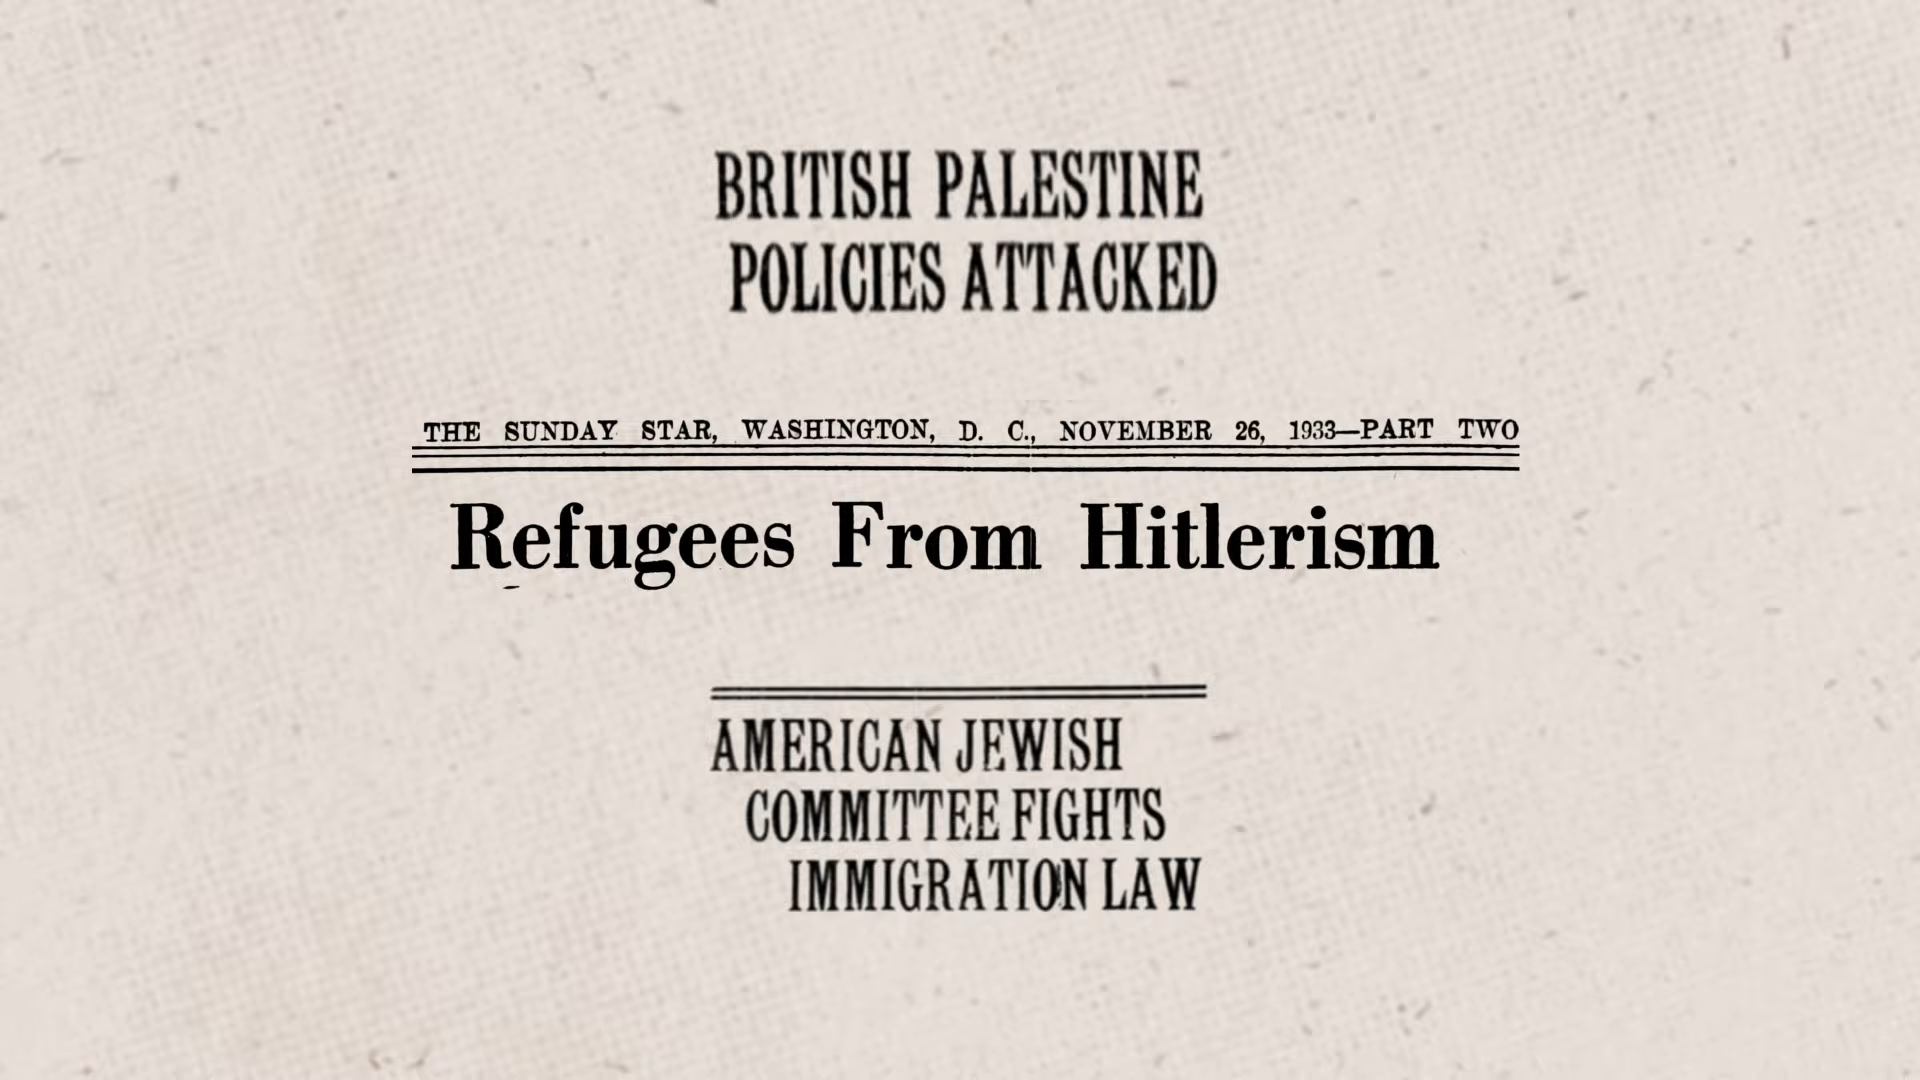 BRITISH PALESTINE
POLICIES ATTACKED
THE SUNDAY STAR, WASHINGTON, D. C., NOVEMBER 26, 1933—PART TWO
Refugees From Hitlerism
AMERICAN JEWISH
COMMITTEE FIGHTS
IMMIGRATION LAW